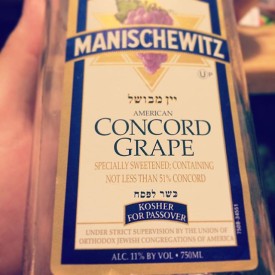 MANISCHEWITZ
U P
יין מבושל
AMERICAN
CONCORD
GRAPE
SPECIALLY SWEETENED; CONTAINING
NOT LESS THAN 51% CONCORD
כשר לפסח
KOSHER
FOR PASSOVER
UNDER STRICT SUPERVISION BY THE UNION OF
ORTHODOX JEWISH CONGREGATIONS OF AMERICA
ALC. 11% BY VOL • 750ML